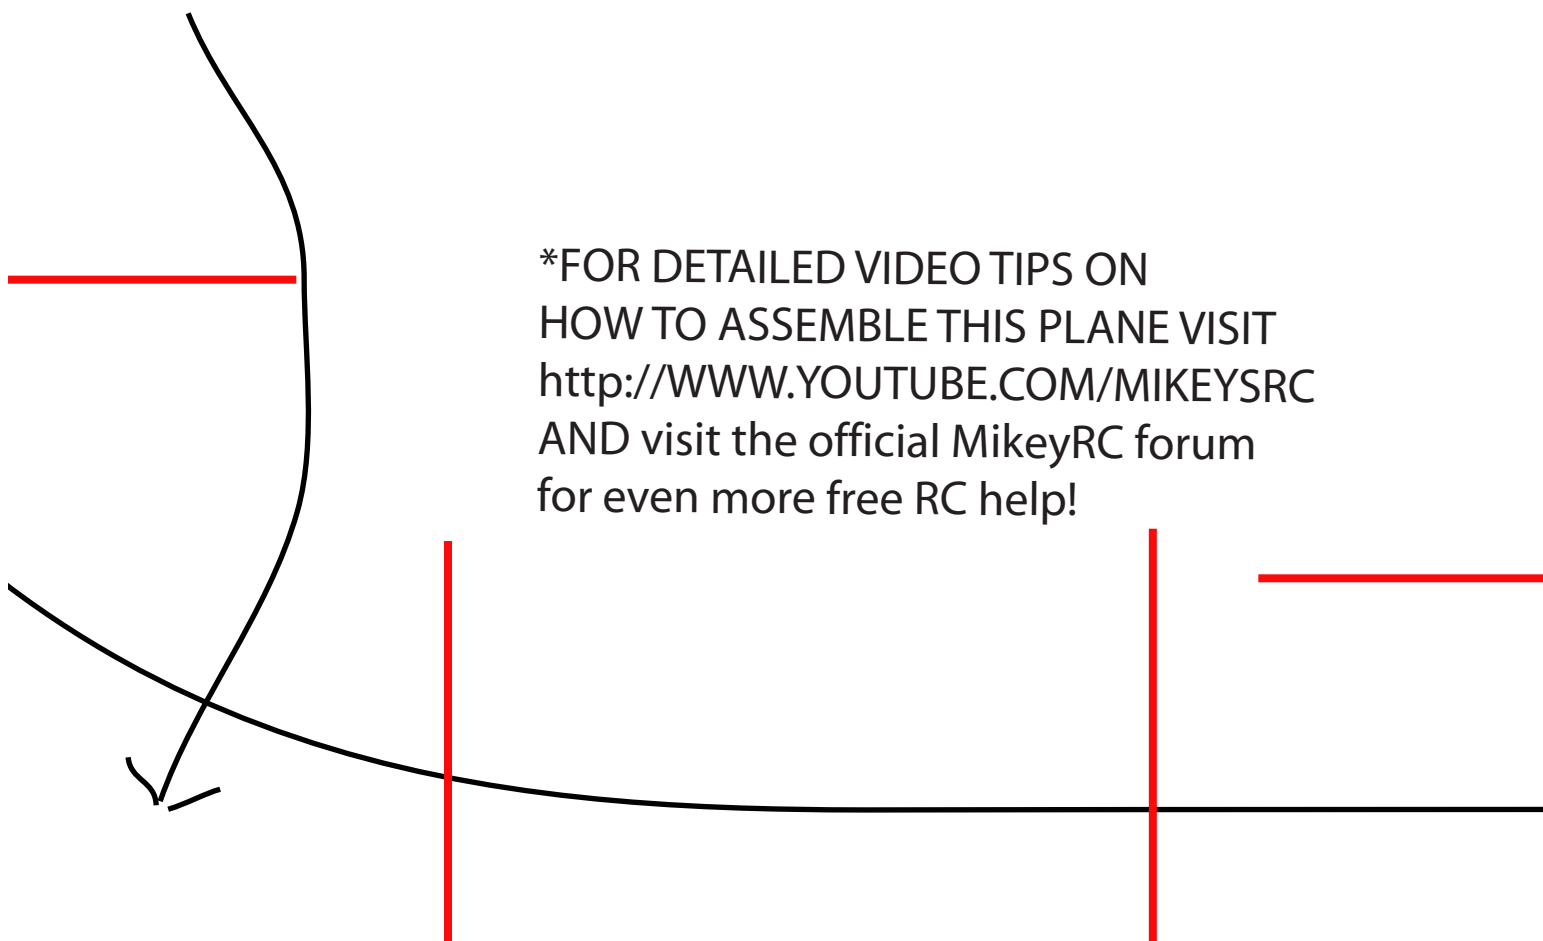 *FOR DETAILED VIDEO TIPS ON
HOW TO ASSEMBLE THIS PLANE VISIT
http://WWW.YOUTUBE.COM/MIKEYSRC
AND visit the official MikeyRC forum
for even more free RC help!